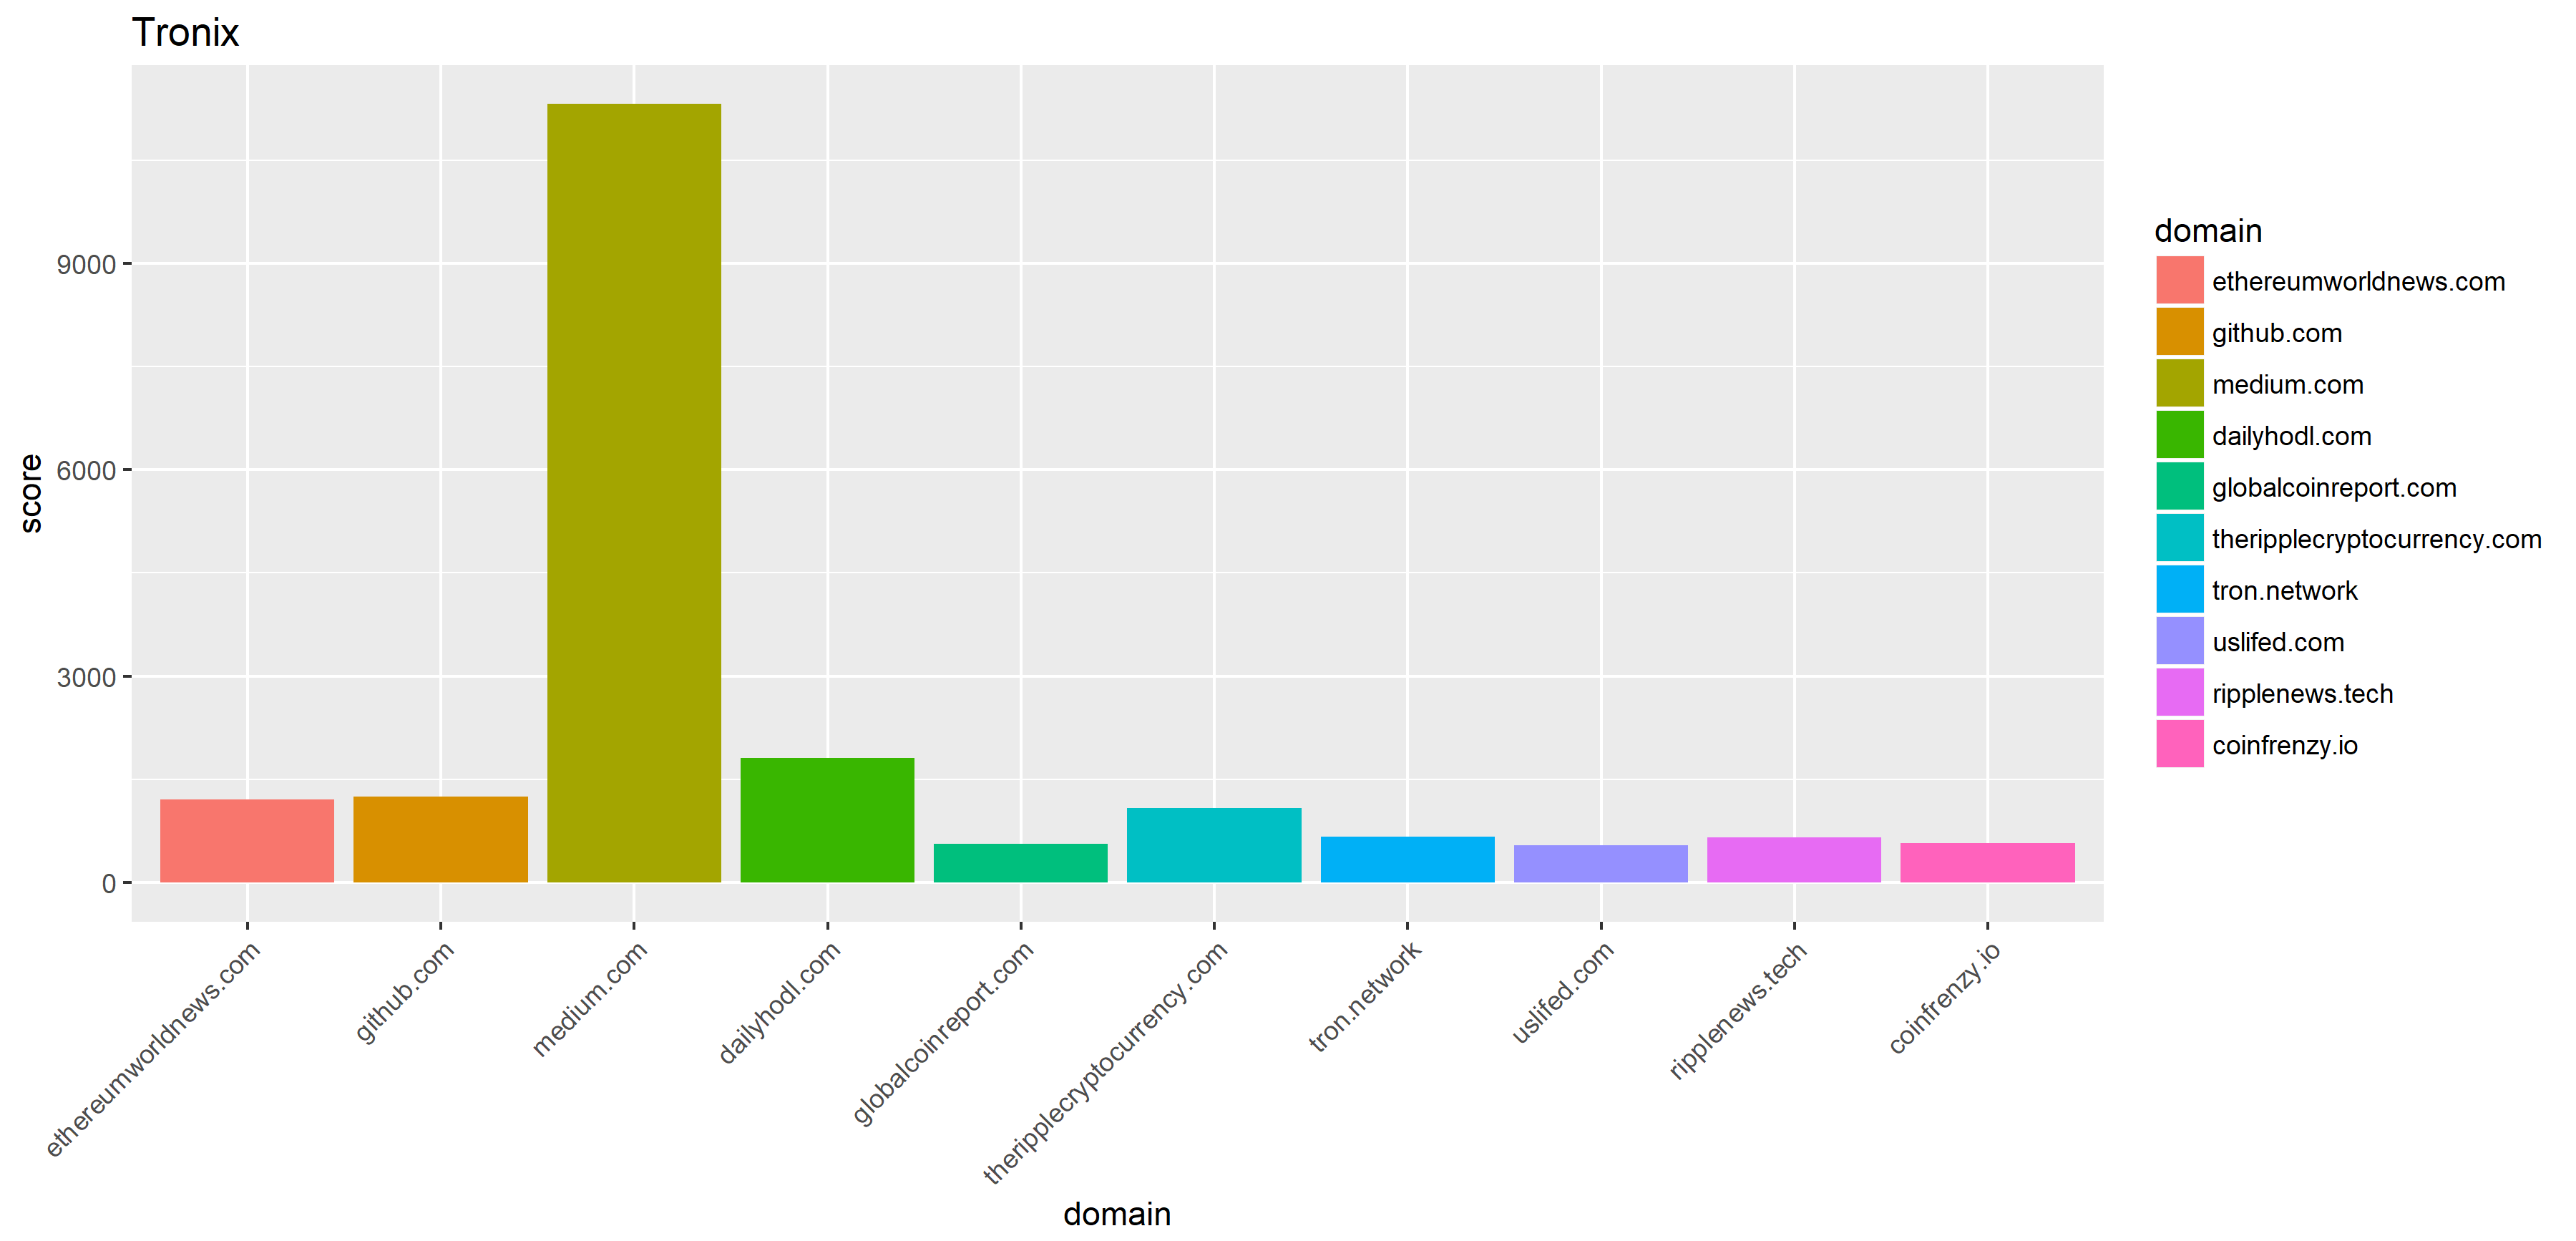 Tronix
score
9000
6000
3000
0
ethereumworldnews.com
github.com
medium.com
dailyhodl.com
globalcoinreport.com
theripplecryptocurrency.com
tron.network
uslifed.com
ripplenews.tech
coinfrenzy.io
domain
domain
ethereumworldnews.com
github.com
medium.com
dailyhodl.com
globalcoinreport.com
theripplecryptocurrency.com
tron.network
uslifed.com
ripplenews.tech
coinfrenzy.io